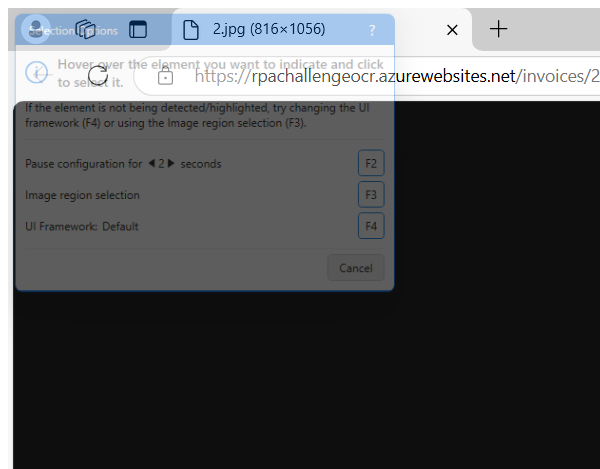 Selection Options
?
2.jpg (816×1056)
Hover over the element you want to indicate and click
to select it.
https://rpachallengeocr.azurewebsites.net/invoices/2
If the element is not being detected/highlighted, try changing the UI
framework (F4) or using the Image region selection (F3).
Pause configuration for 2 seconds
F2
Image region selection
F3
UI Framework: Default
F4
Cancel